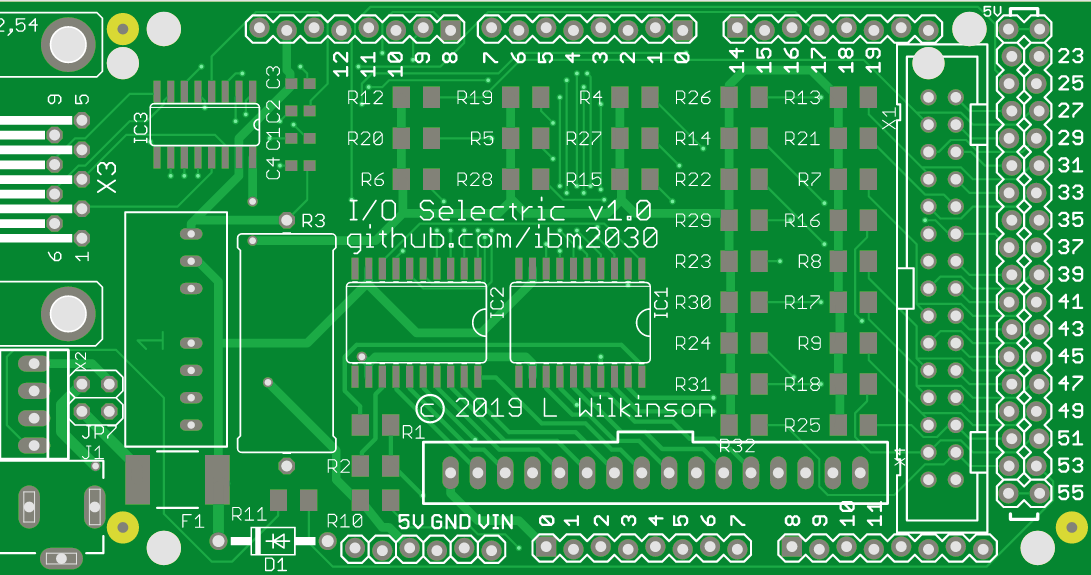 2,54
5V
12 11 10 9 8 7 6 5 4 3 2 1 0 14 15 16 17 18 19
23
25
27
29
31
33
35
37
39
41
43
45
47
49
51
53
55
9 5
6 1
X3
IC3
C3
C2
C1
C4
R12 R19 R4 R26 R13
R20 R5 R27 R14 R21
R6 R28 R15 R22 R7
R29 R16
R23 R8
R30 R17
R24 R9
R31 R18
R25
X1
R3
I/O Selectric v1.0
github.com/ibm2030
IC2
IC1
1
© 2019 L Wilkinson
X2
JP7
J1
R1
R2
R32
F1
R11
R10
D1
5V GND VIN 0 1 2 3 4 5 6 7 8 9 10 11